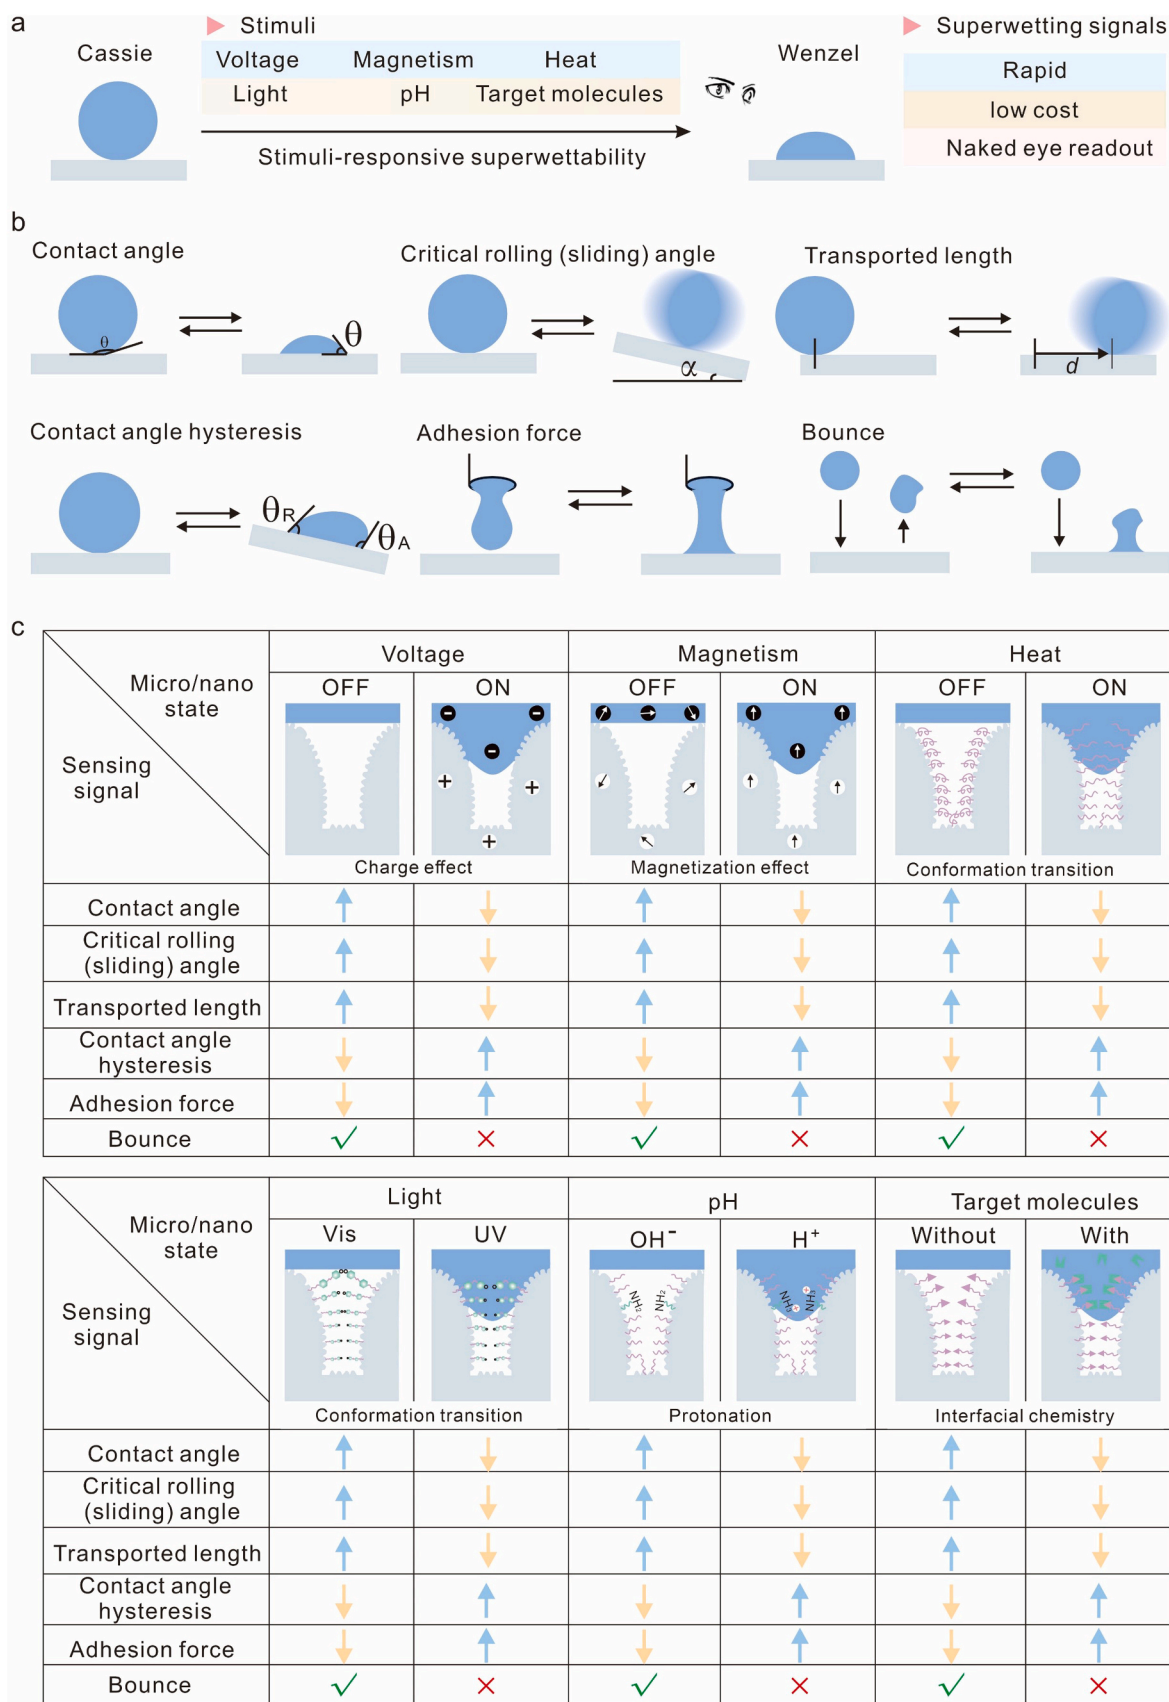 a
Stimuli
Superwetting signals
Cassie
Voltage Magnetism Heat
Wenzel
Rapid
Light pH Target molecules
low cost
Stimuli-responsive superwettability
Naked eye readout
b
Contact angle
Critical rolling (sliding) angle
Transported length
θ
θ
α
d
Contact angle hysteresis
Adhesion force
Bounce
θR
θA
c
Voltage Magnetism Heat
Micro/nano
state
OFF ON OFF ON OFF ON
Sensing
signal
Charge effect
Magnetization effect
Conformation transition
Contact angle
Critical rolling
(sliding) angle
Transported length
Contact angle
hysteresis
Adhesion force
Bounce
Light pH Target molecules
Micro/nano
state
Vis UV OH⁻ H⁺ Without With
NH₂ NH₂
NH₃ NH₃
+ +
Sensing
signal
Conformation transition
Protonation
Interfacial chemistry
Contact angle
Critical rolling
(sliding) angle
Transported length
Contact angle
hysteresis
Adhesion force
Bounce